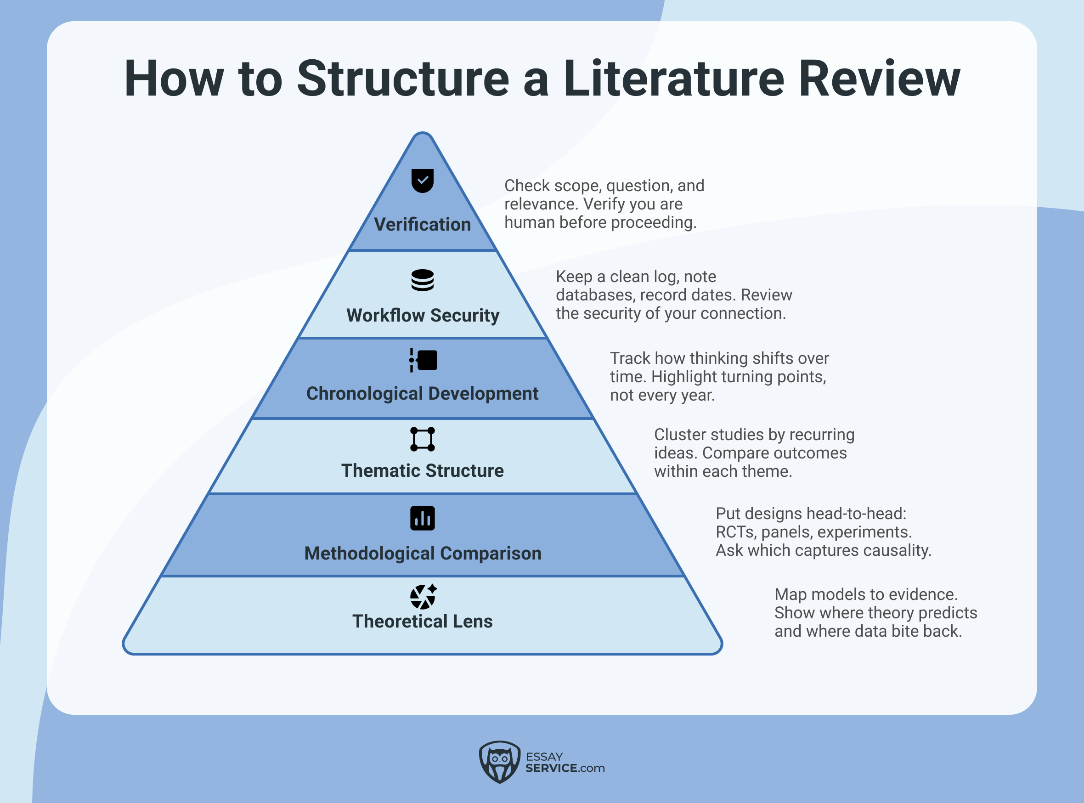 How to Structure a Literature Review
Verification
Check scope, question, and
relevance. Verify you are
human before proceeding.
Workflow Security
Keep a clean log, note
databases, record dates. Review
the security of your connection.
Chronological Development
Track how thinking shifts over
time. Highlight turning points,
not every year.
Thematic Structure
Cluster studies by recurring
ideas. Compare outcomes
within each theme.
Methodological Comparison
Put designs head-to-head:
RCTs, panels, experiments.
Ask which captures causality.
Theoretical Lens
Map models to evidence.
Show where theory predicts
and where data bite back.
ESSAY
SERVICE.com